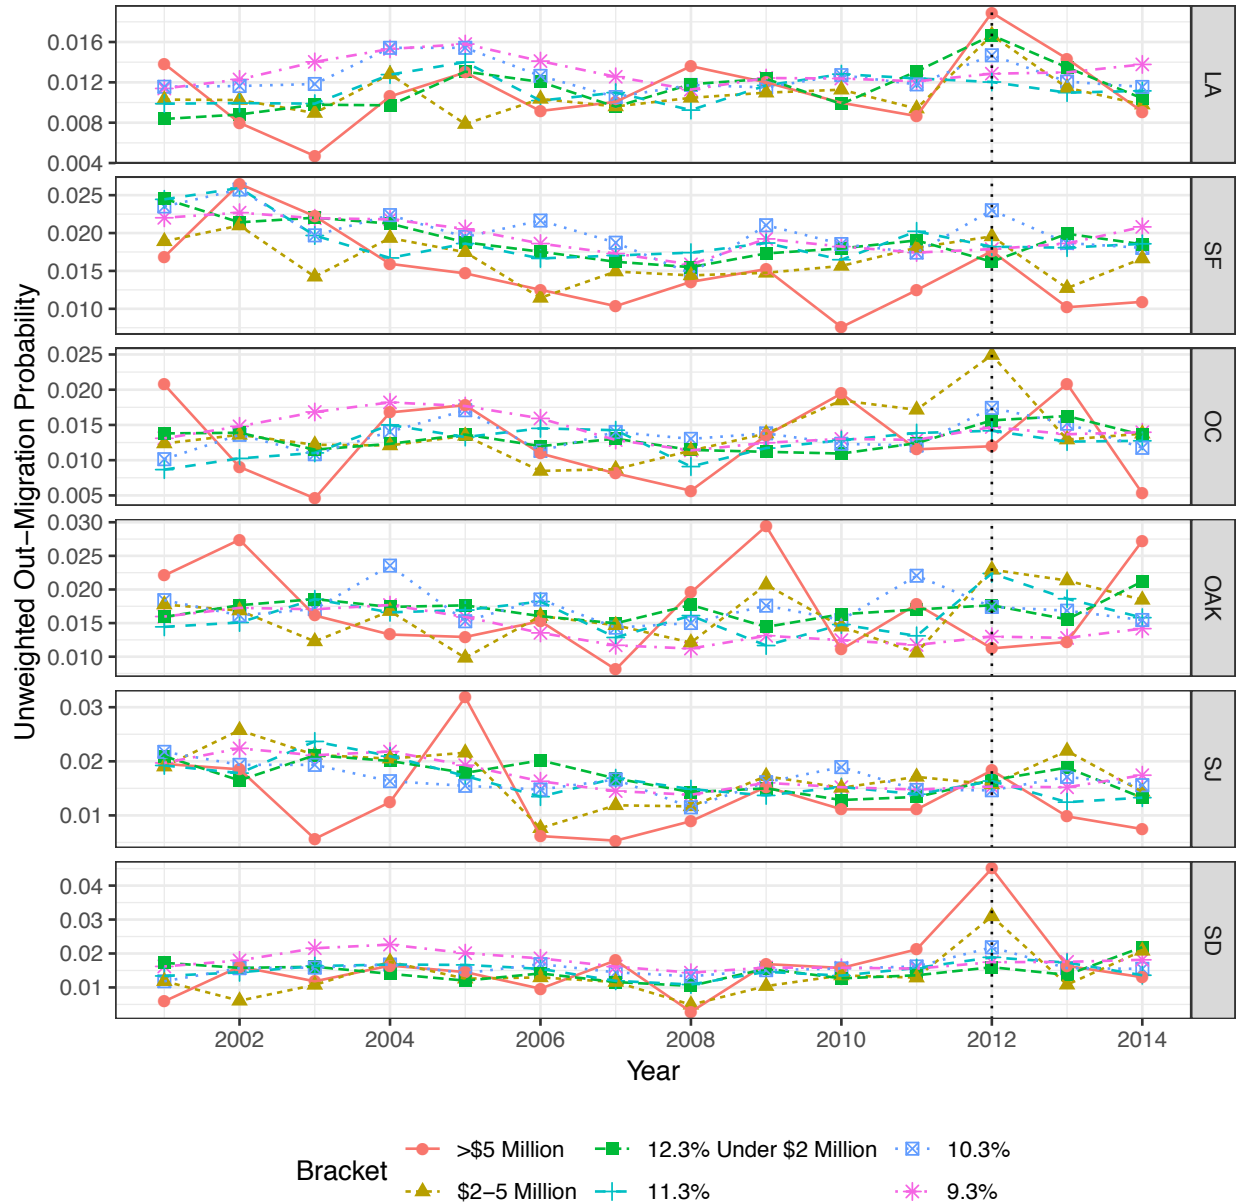 Unweighted Out−Migration Probability
0.016
0.012
0.008
0.004
LA
0.025
0.020
0.015
0.010
SF
0.025
0.020
0.015
0.010
0.005
OC
0.030
0.025
0.020
0.015
0.010
OAK
0.03
0.02
0.01
SJ
0.04
0.03
0.02
0.01
SD
2002 2004 2006 2008 2010 2012 2014
Year
Bracket
>$5 Million 12.3% Under $2 Million 10.3%
$2−5 Million 11.3% 9.3%